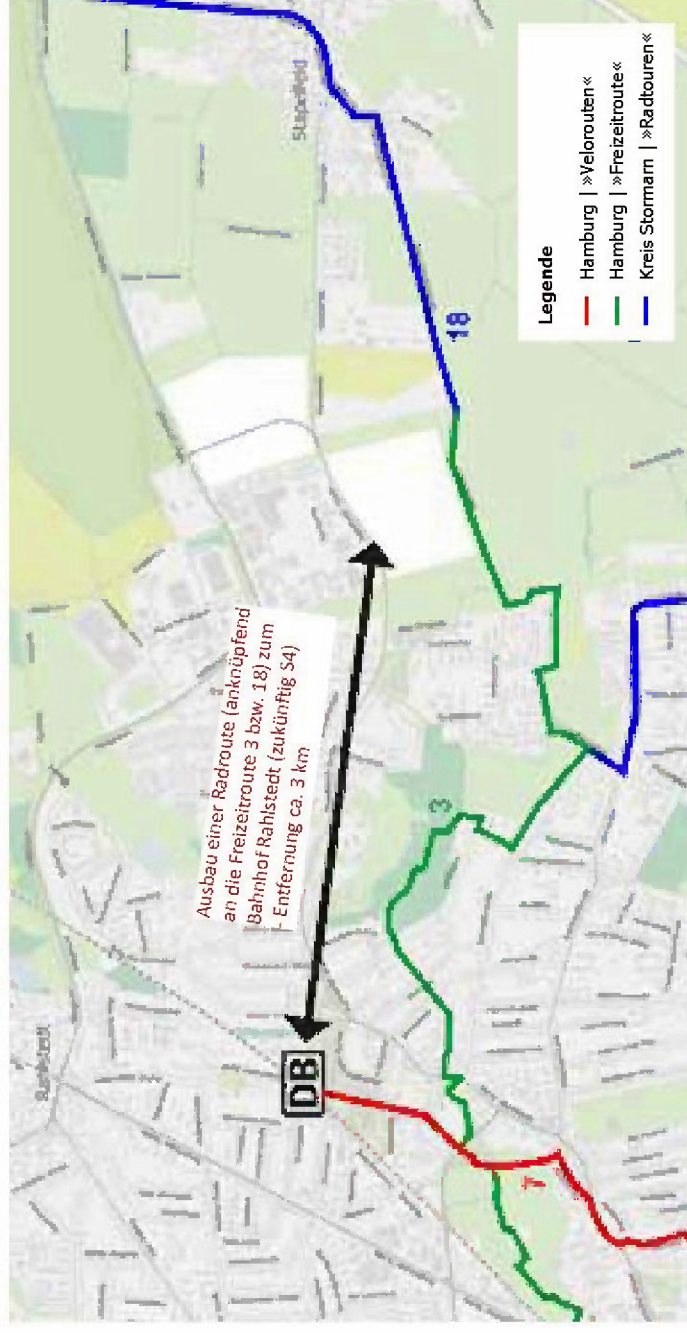 Ausbau einer Radroute (anknüpfend
an die Freizeitroute 3 bzw. 18) zum
Bahnhof Rahlstedt (zukünftig S4)
- Entfernung ca. 3 km
DB
Stapelfeld
18
3
7
Legende
Hamburg | »Velorouten«
Hamburg | »Freizeitroute«
Kreis Stormarn | »Radtouren«